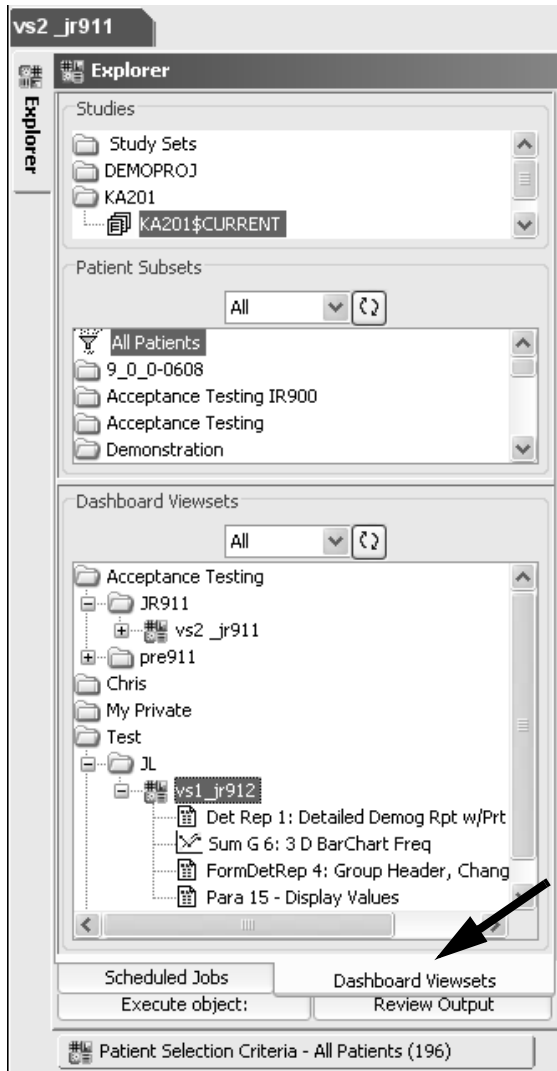 vs2 _jr911
Explorer
Explorer
Studies
Study Sets
DEMOPROJ
KA201
KA201$CURRENT
Patient Subsets
All
All Patients
9_0_0-0608
Acceptance Testing IR900
Acceptance Testing
Demonstration
Dashboard Viewsets
All
Acceptance Testing
JR911
vs2 _jr911
pre911
Chris
My Private
Test
JL
vs1_jr912
Det Rep 1: Detailed Demog Rpt w/Prt
Sum G 6: 3 D BarChart Freq
FormDetRep 4: Group Header, Chang
Para 15 - Display Values
Scheduled Jobs Dashboard Viewsets
Execute object: Review Output
Patient Selection Criteria - All Patients (196)